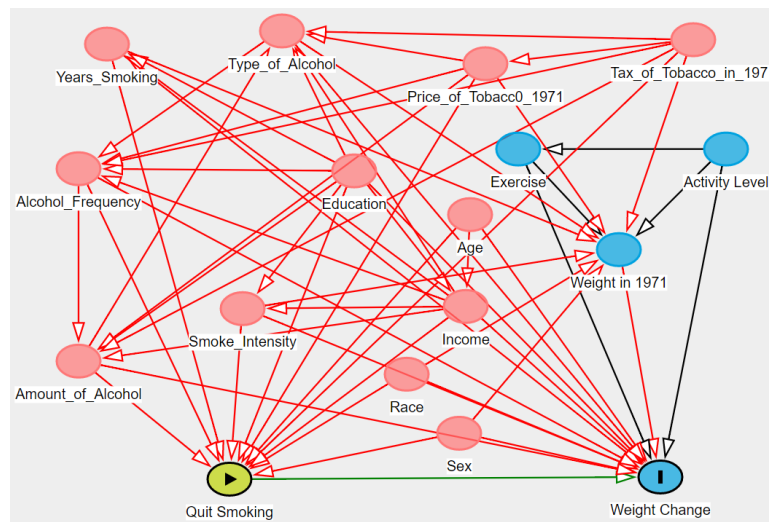 Years_Smoking
Type_of_Alcohol
Price_of_Tobacc0_1971
Tax_of_Tobacco_in_197
Alcohol_Frequency
Education
Exercise
Activity Level
Age
Weight in 1971
Smoke_Intensity
Income
Amount_of_Alcohol
Race
Sex
Quit Smoking
Weight Change